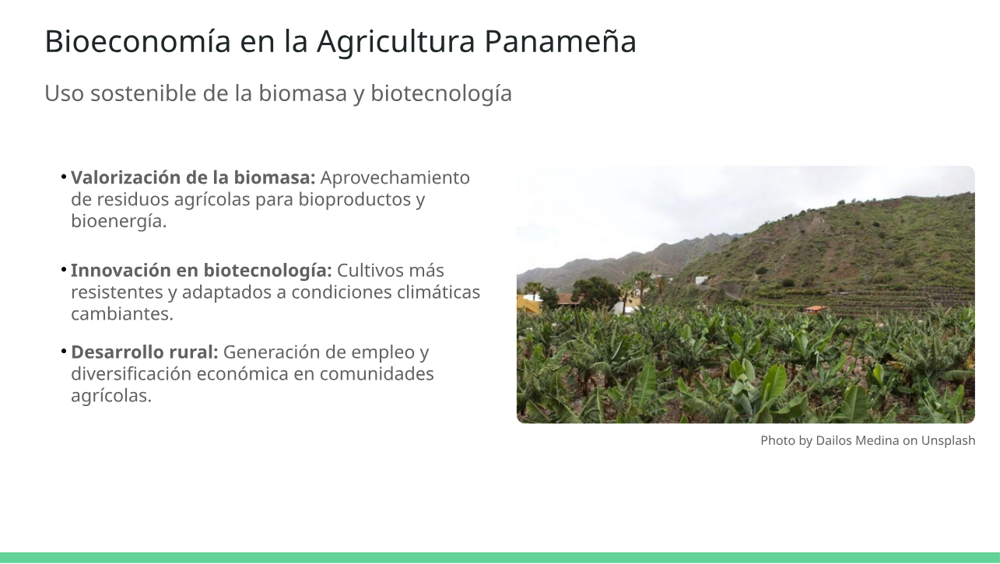 Bioeconomía en la Agricultura Panameña
Uso sostenible de la biomasa y biotecnología
• Valorización de la biomasa: Aprovechamiento
de residuos agrícolas para bioproductos y
bioenergía.
• Innovación en biotecnología: Cultivos más
resistentes y adaptados a condiciones climáticas
cambiantes.
• Desarrollo rural: Generación de empleo y
diversificación económica en comunidades
agrícolas.
Photo by Dailos Medina on Unsplash